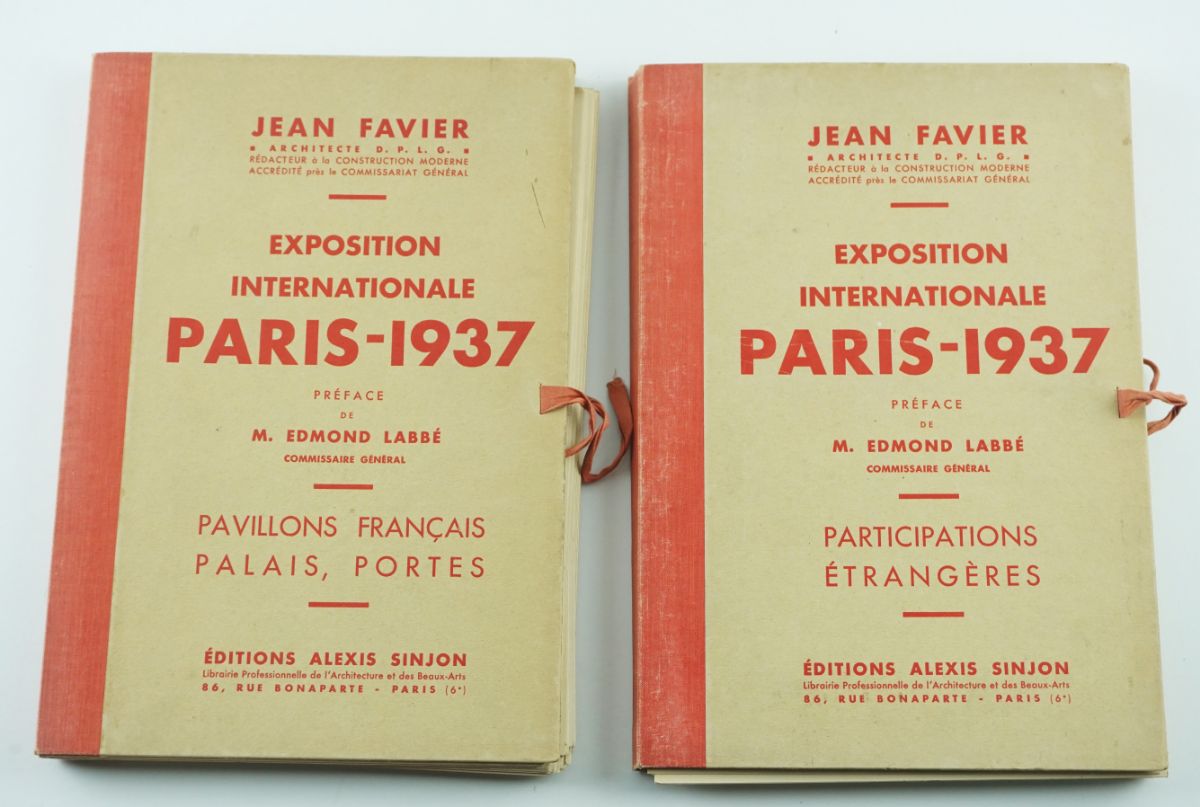 JEAN FAVIER
▪ ARCHITECTE D. P. L. G. ▪
RÉDACTEUR à la CONSTRUCTION MODERNE
ACCRÉDITÉ près le COMMISSARIAT GÉNÉRAL
EXPOSITION
INTERNATIONALE
PARIS-1937
PRÉFACE
DE
M. EDMOND LABBÉ
COMMISSAIRE GÉNÉRAL
PAVILLONS FRANÇAIS
PALAIS, PORTES
ÉDITIONS ALEXIS SINJON
Librairie Professionnelle de l'Architecture et des Beaux-Arts
86, RUE BONAPARTE - PARIS (6e)
JEAN FAVIER
▪ ARCHITECTE D. P. L. G. ▪
RÉDACTEUR à la CONSTRUCTION MODERNE
ACCRÉDITÉ près le COMMISSARIAT GÉNÉRAL
EXPOSITION
INTERNATIONALE
PARIS-1937
PRÉFACE
DE
M. EDMOND LABBÉ
COMMISSAIRE GÉNÉRAL
PARTICIPATIONS
ÉTRANGÈRES
ÉDITIONS ALEXIS SINJON
Librairie Professionnelle de l'Architecture et des Beaux-Arts
86, RUE BONAPARTE - PARIS (6e)